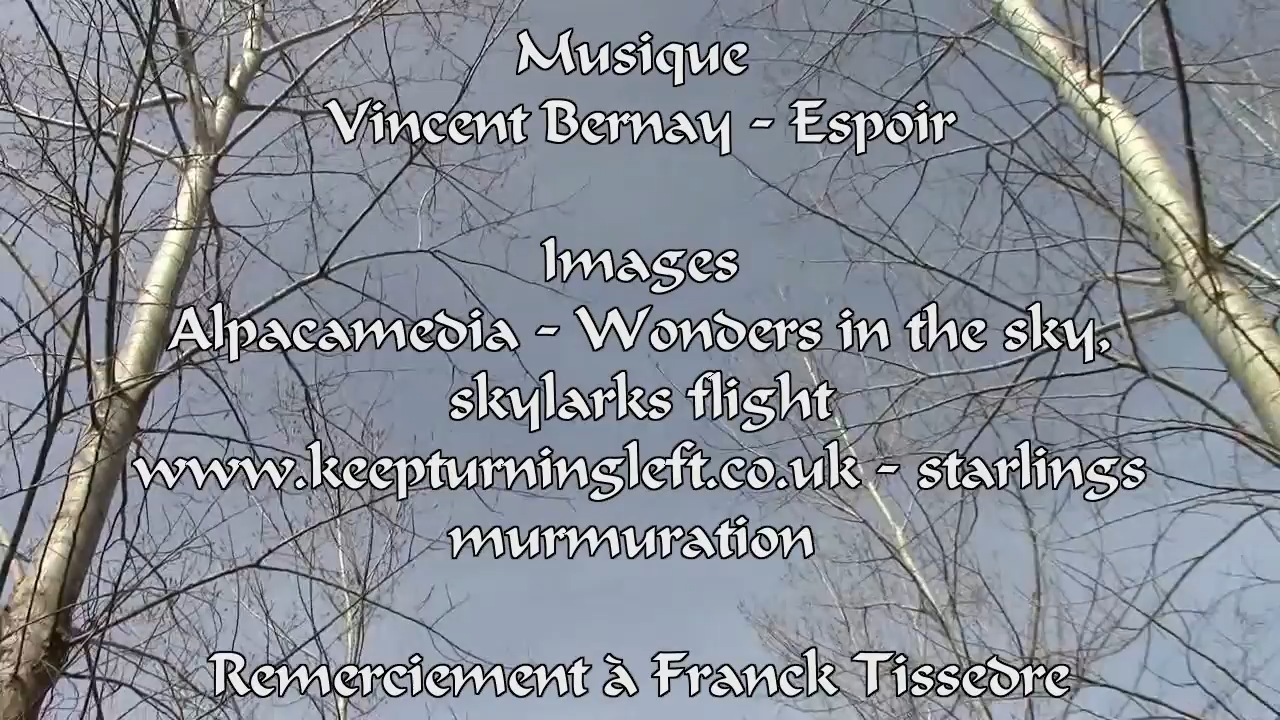 Musique
Vincent Bernay - Espoir
Images
Alpacamedia - Wonders in the sky,
skylarks flight
www.keepturningleft.co.uk - starlings
murmuration
Remerciement à Franck Tissedre